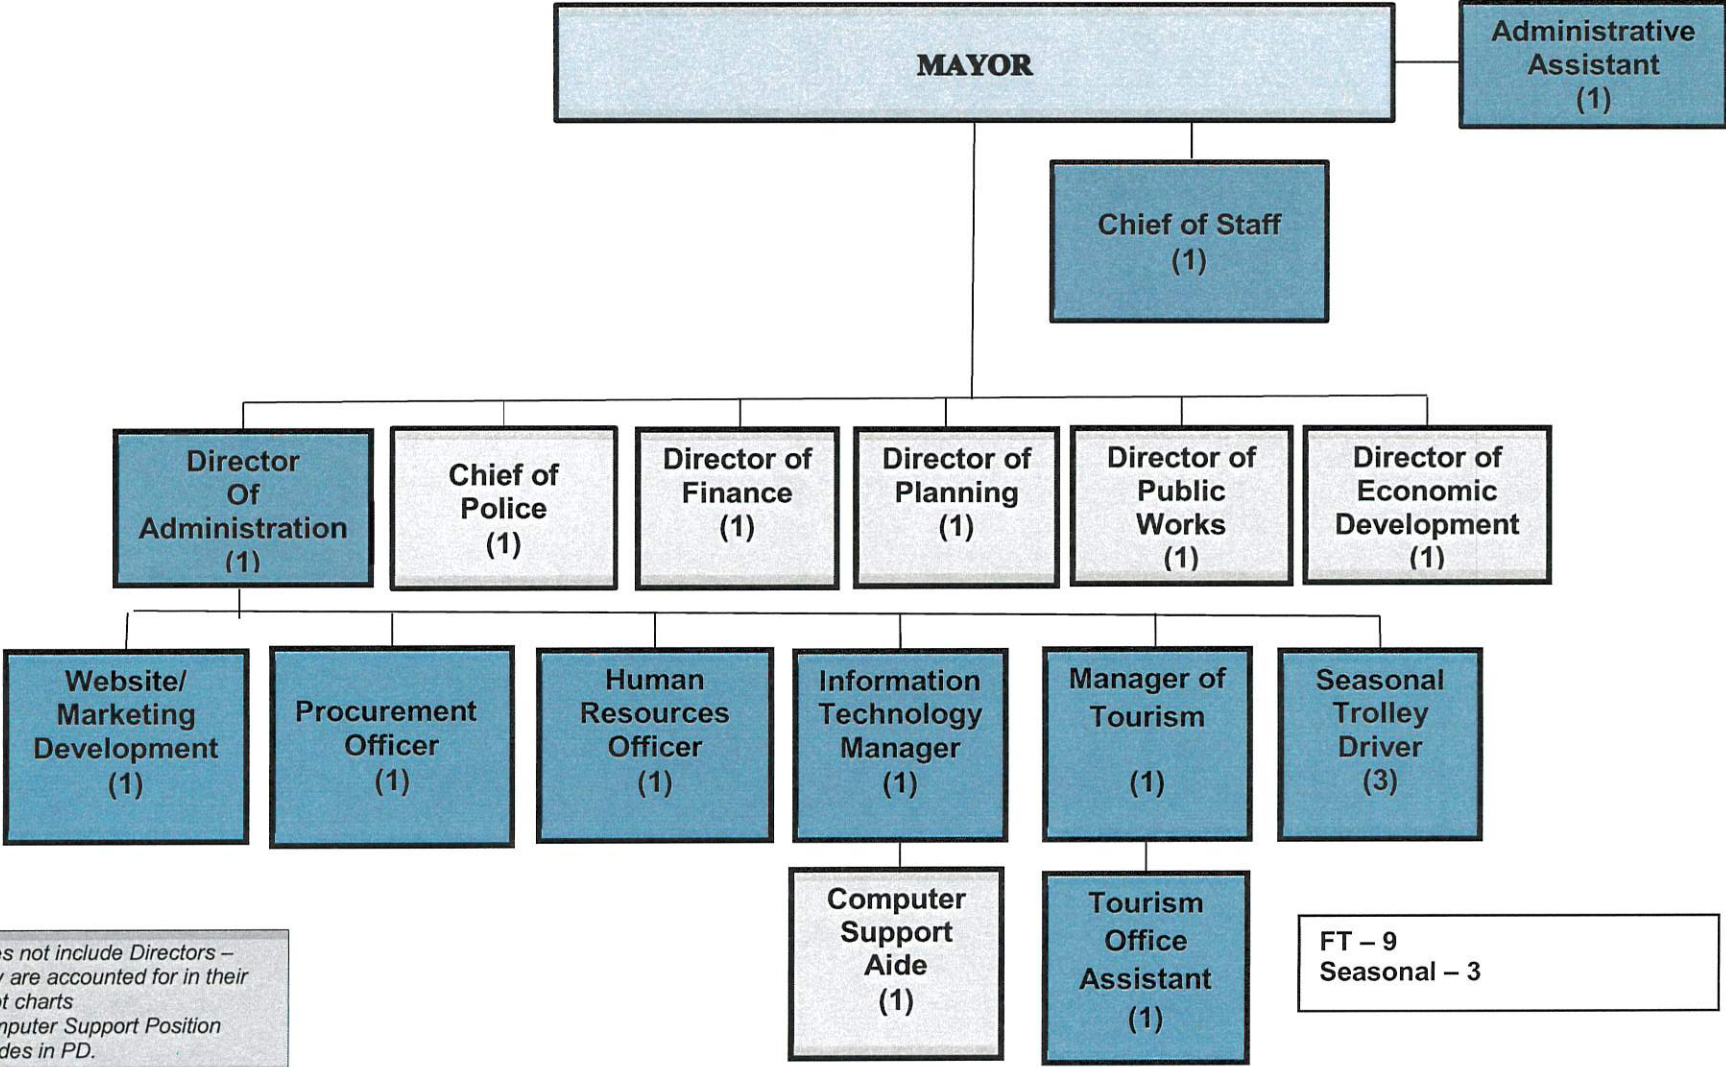 MAYOR
Administrative
Assistant
(1)
Chief of Staff
(1)
Director
Of
Administration
(1)
Chief of
Police
(1)
Director of
Finance
(1)
Director of
Planning
(1)
Director of
Public
Works
(1)
Director of
Economic
Development
(1)
Website/
Marketing
Development
(1)
Procurement
Officer
(1)
Human
Resources
Officer
(1)
Information
Technology
Manager
(1)
Manager of
Tourism
(1)
Seasonal
Trolley
Driver
(3)
Computer
Support
Aide
(1)
Tourism
Office
Assistant
(1)
not include Directors –
are accounted for in their
charts
Support Position
in PD.
FT – 9
Seasonal – 3